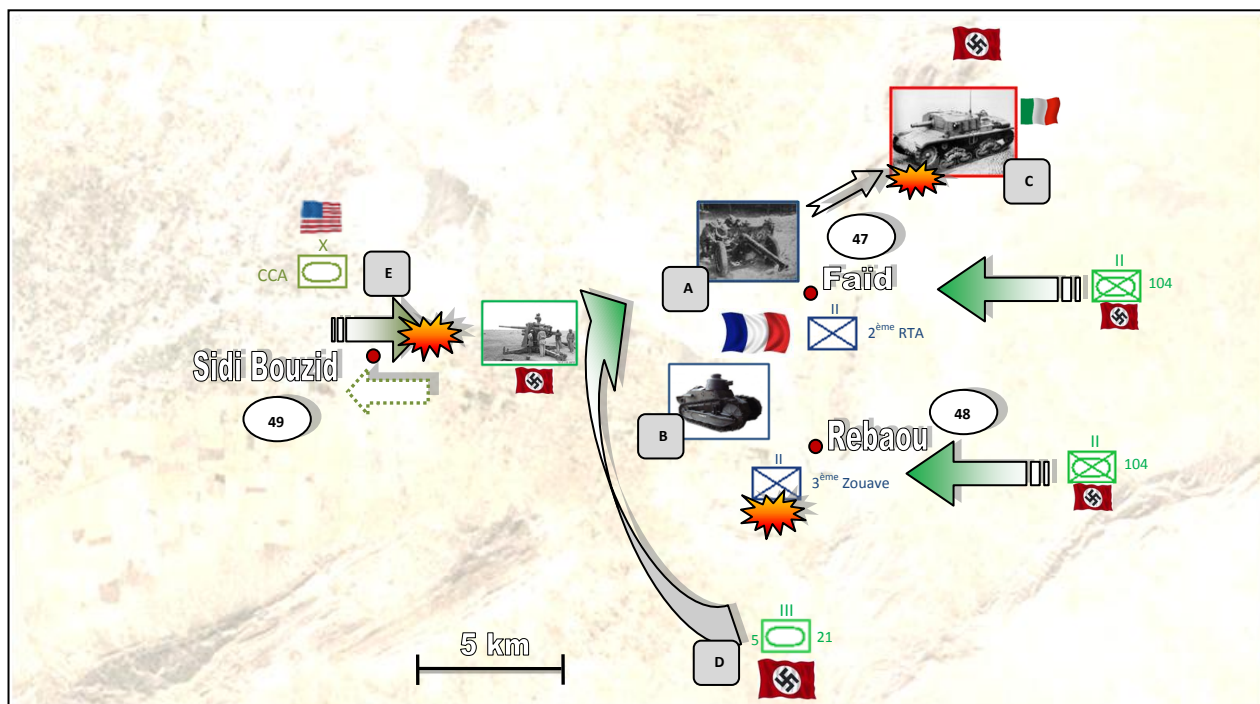 C
47
A
Faïd
II
104
X
CCA
E
II
2ème RTA
Sidi Bouzid
49
B
48
Rebaou
II
104
II
3ème Zouave
5 km
III
5
21
D